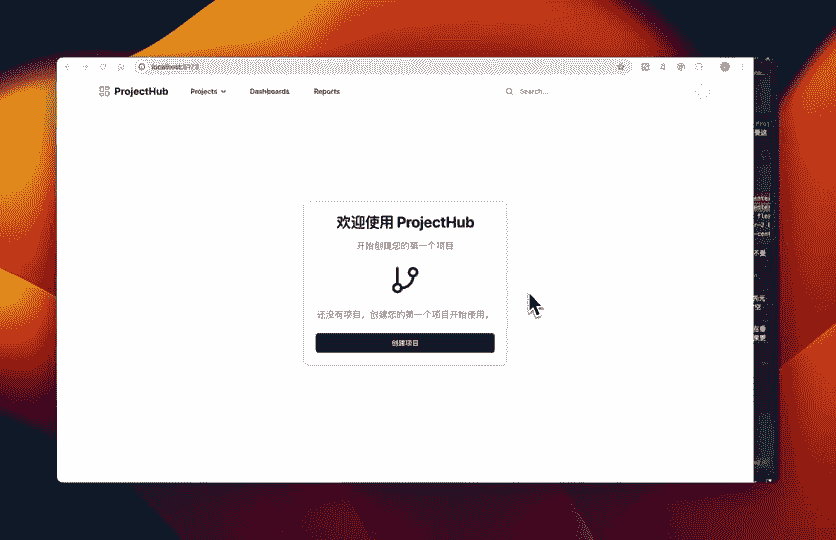 localhost:5173
ProjectHub
Projects
Dashboards
Reports
Search...
欢迎使用 ProjectHub
开始创建您的第一个项目
还没有项目，创建您的第一个项目开始使用。
创建项目